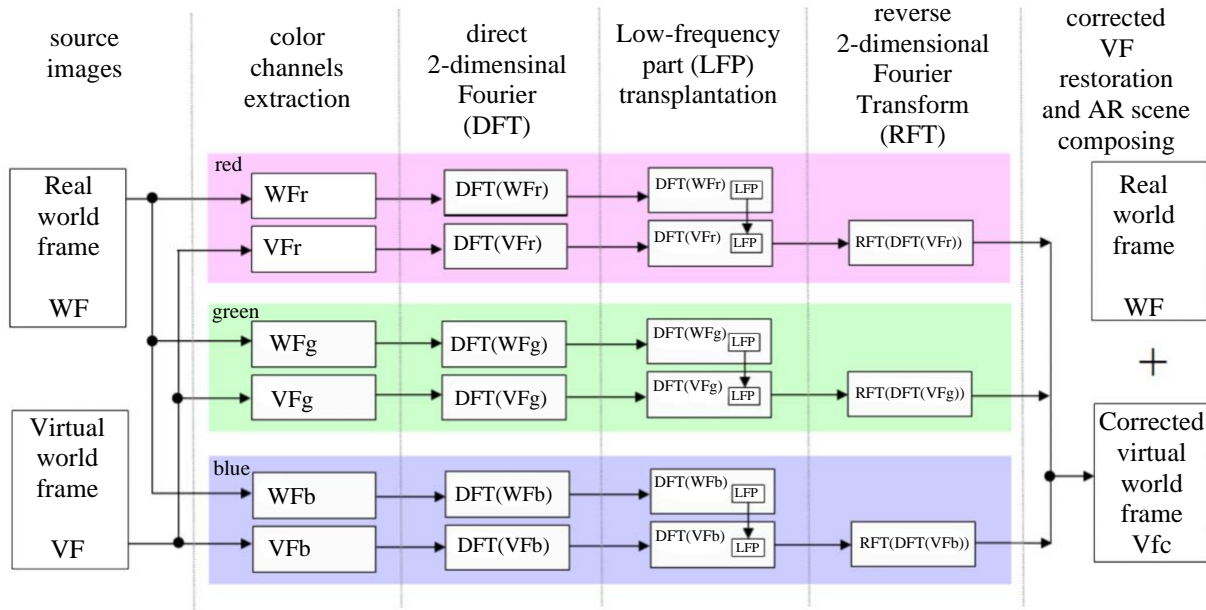 source
images
color
channels
extraction
direct
2-dimensinal
Fourier
(DFT)
Low-frequency
part (LFP)
transplantation
reverse
2-dimensional
Fourier
Transform
(RFT)
corrected
VF
restoration
and AR scene
composing
Real
world
frame
WF
Virtual
world
frame
VF
red
WFr
DFT(WFr)
DFT(WFr)
LFP
VFr
DFT(VFr)
DFT(VFr)
LFP
RFT(DFT(VFr))
green
WFg
DFT(WFg)
DFT(WFg)
LFP
VFg
DFT(VFg)
DFT(VFg)
LFP
RFT(DFT(VFg))
blue
WFb
DFT(WFb)
DFT(WFb)
LFP
VFb
DFT(VFb)
DFT(VFb)
LFP
RFT(DFT(VFb))
Real
world
frame
WF
+
Corrected
virtual
world
frame
Vfc